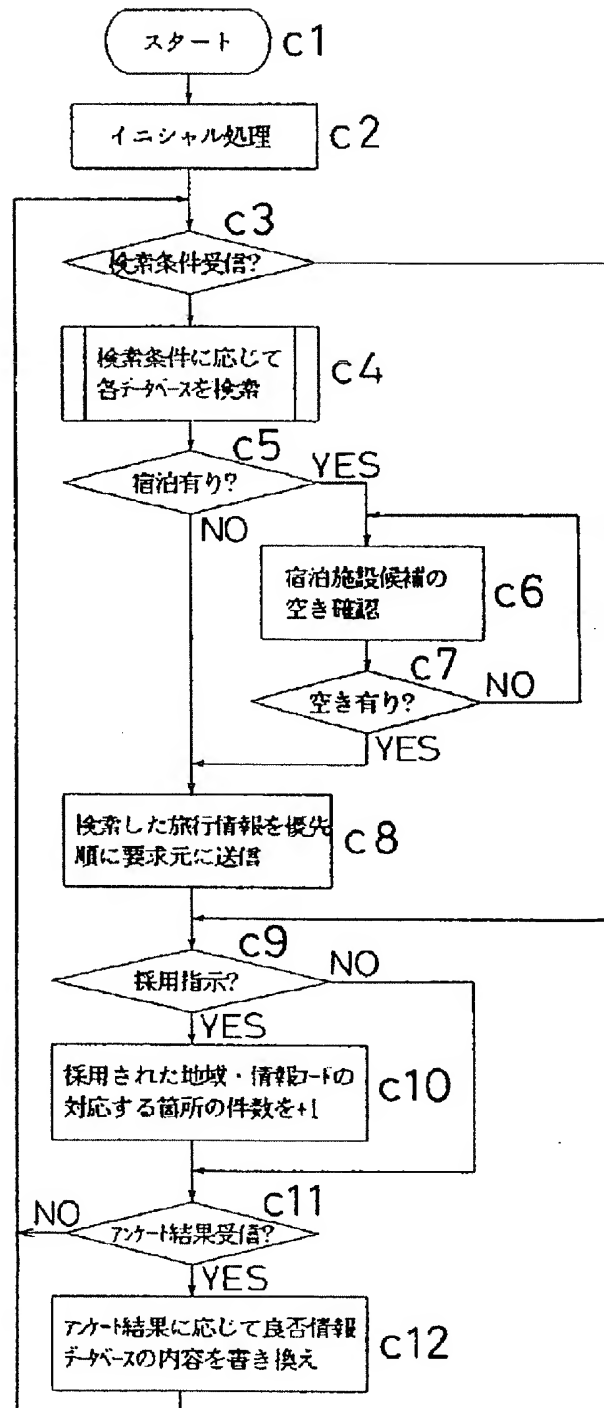 スタート c1
イニシャル処理 c2
c3
検索条件受信?
検索条件に応じて
各データベースを検索
c4
c5
宿泊有り?
YES
NO
宿泊施設候補の
空き確認
c6
c7
空き有り?
NO
YES
検索した旅行情報を優先
順に要求元に送信
c8
c9
採用指示?
NO
YES
採用された地域・情報コードの
対応する箇所の件数を+1
c10
c11
NO
アンケート結果受信?
YES
アンケート結果に応じて良否情報
データベースの内容を書き換え
c12